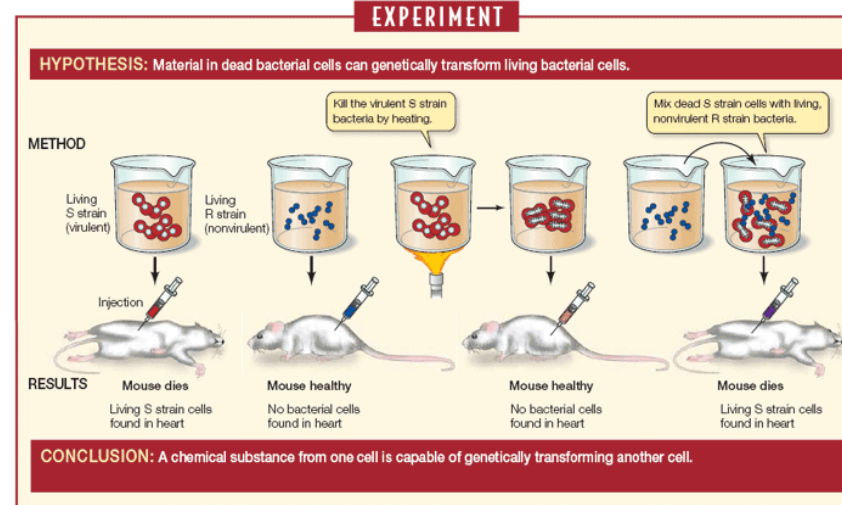 EXPERIMENT
HYPOTHESIS: Material in dead bacterial cells can genetically transform living bacterial cells.
Kill the virulent S strain
bacteria by heating.
Mix dead S strain cells with living,
nonvirulent R strain bacteria.
METHOD
Living
S strain
(virulent)
Living
R strain
(nonvirulent)
Injection
RESULTS
Mouse dies
Living S strain cells
found in heart
Mouse healthy
No bacterial cells
found in heart
Mouse healthy
No bacterial cells
found in heart
Mouse dies
Living S strain cells
found in heart
CONCLUSION: A chemical substance from one cell is capable of genetically transforming another cell.